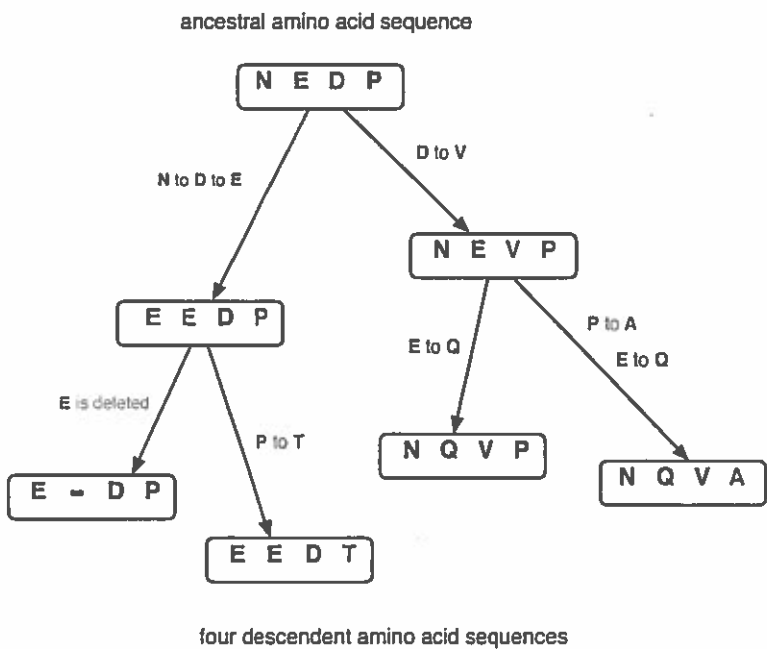 ancestral amino acid sequence
N E D P
D to V
N to D to E
N E V P
E E D P
P to A
E to Q
E to Q
E is deleted
P to T
N Q V P
N Q V A
E - D P
E E D T
four descendent amino acid sequences